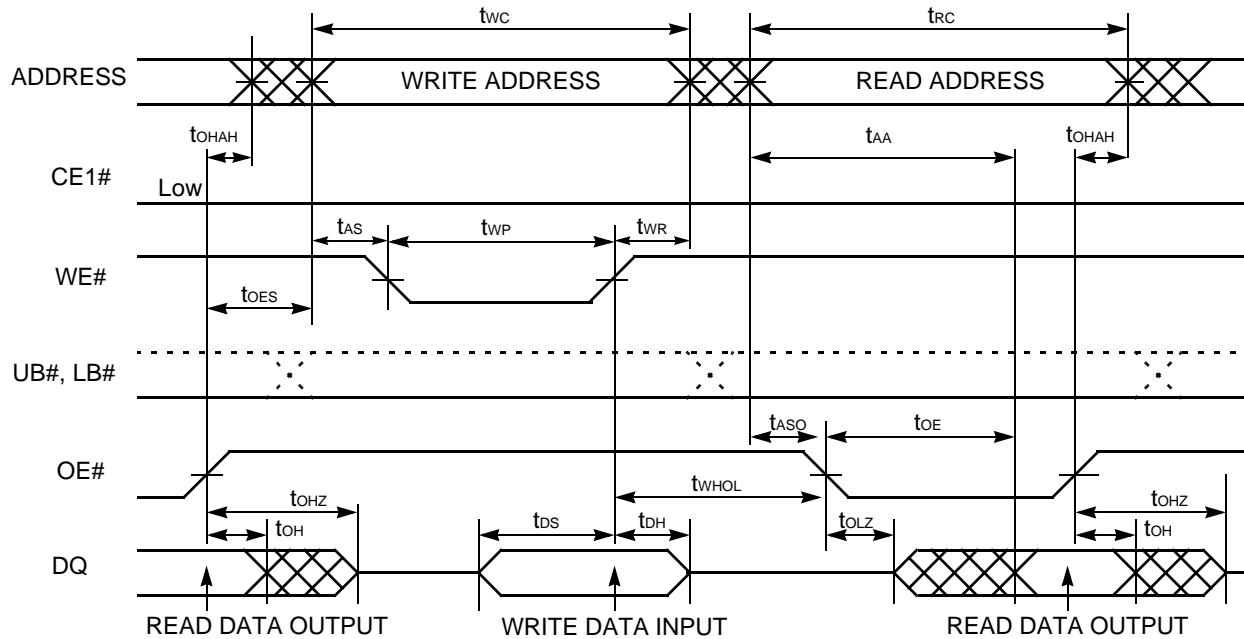 tWC tRC
ADDRESS WRITE ADDRESS READ ADDRESS
tOHAH tAA tOHAH
CE1#
Low
tAS tWP tWR
WE#
tOES
UB#, LB#
tASO tOE
OE#
tWHOL
tOHZ tOHZ
tDS tDH tOLZ
tOH tOH
DQ
READ DATA OUTPUT WRITE DATA INPUT READ DATA OUTPUT